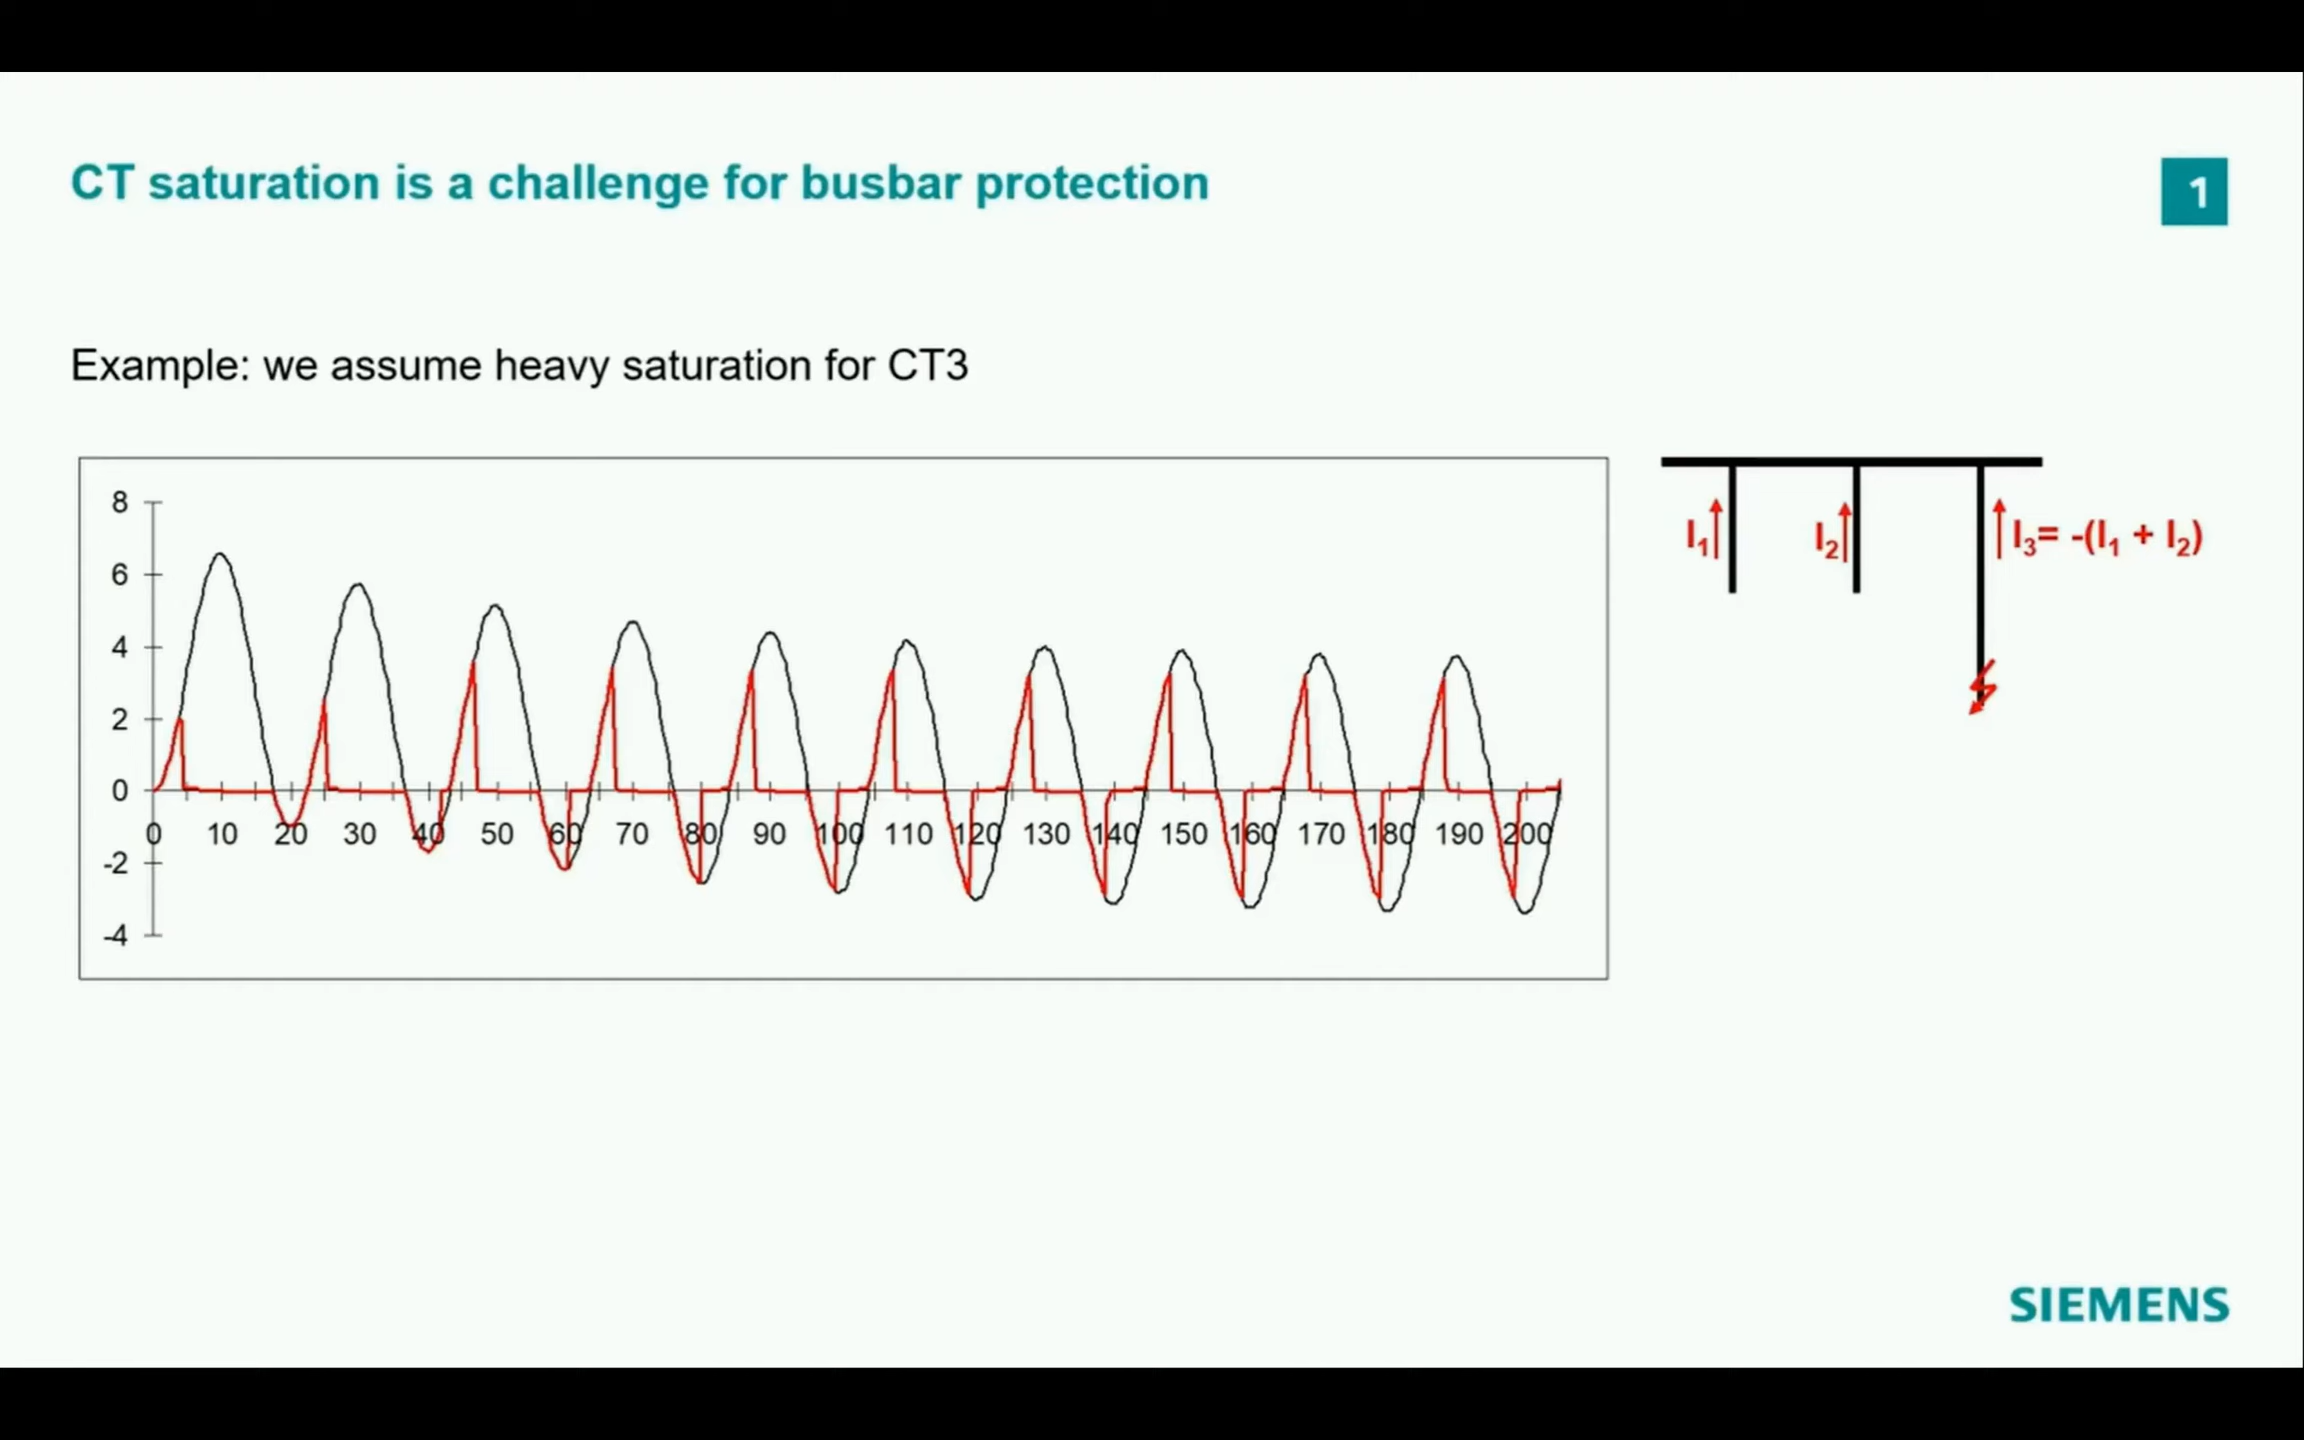 CT saturation is a challenge for busbar protection
1
Example: we assume heavy saturation for CT3
8
6
4
2
0
-2
-4
0 10 20 30 40 50 60 70 80 90 100 110 120 130 140 150 160 170 180 190 200
I1
I2
I3= -(I1 + I2)
SIEMENS